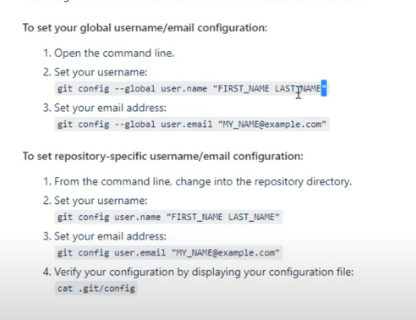 To set your global username/email configuration:
1. Open the command line.
2. Set your username:
git config --global user.name "FIRST_NAME LAST_NAME"
3. Set your email address:
git config --global user.email "MY_NAME@example.com"
To set repository-specific username/email configuration:
1. From the command line, change into the repository directory.
2. Set your username:
git config user.name "FIRST_NAME LAST_NAME"
3. Set your email address:
git config user.email "MY_NAME@example.com"
4. Verify your configuration by displaying your configuration file:
cat .git/config